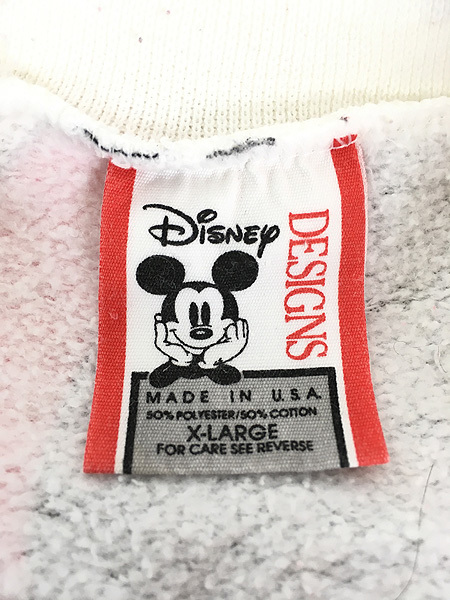 Disney
DESIGNS
MADE IN U.S.A.
50% POLYESTER/50% COTTON
X-LARGE
FOR CARE SEE REVERSE